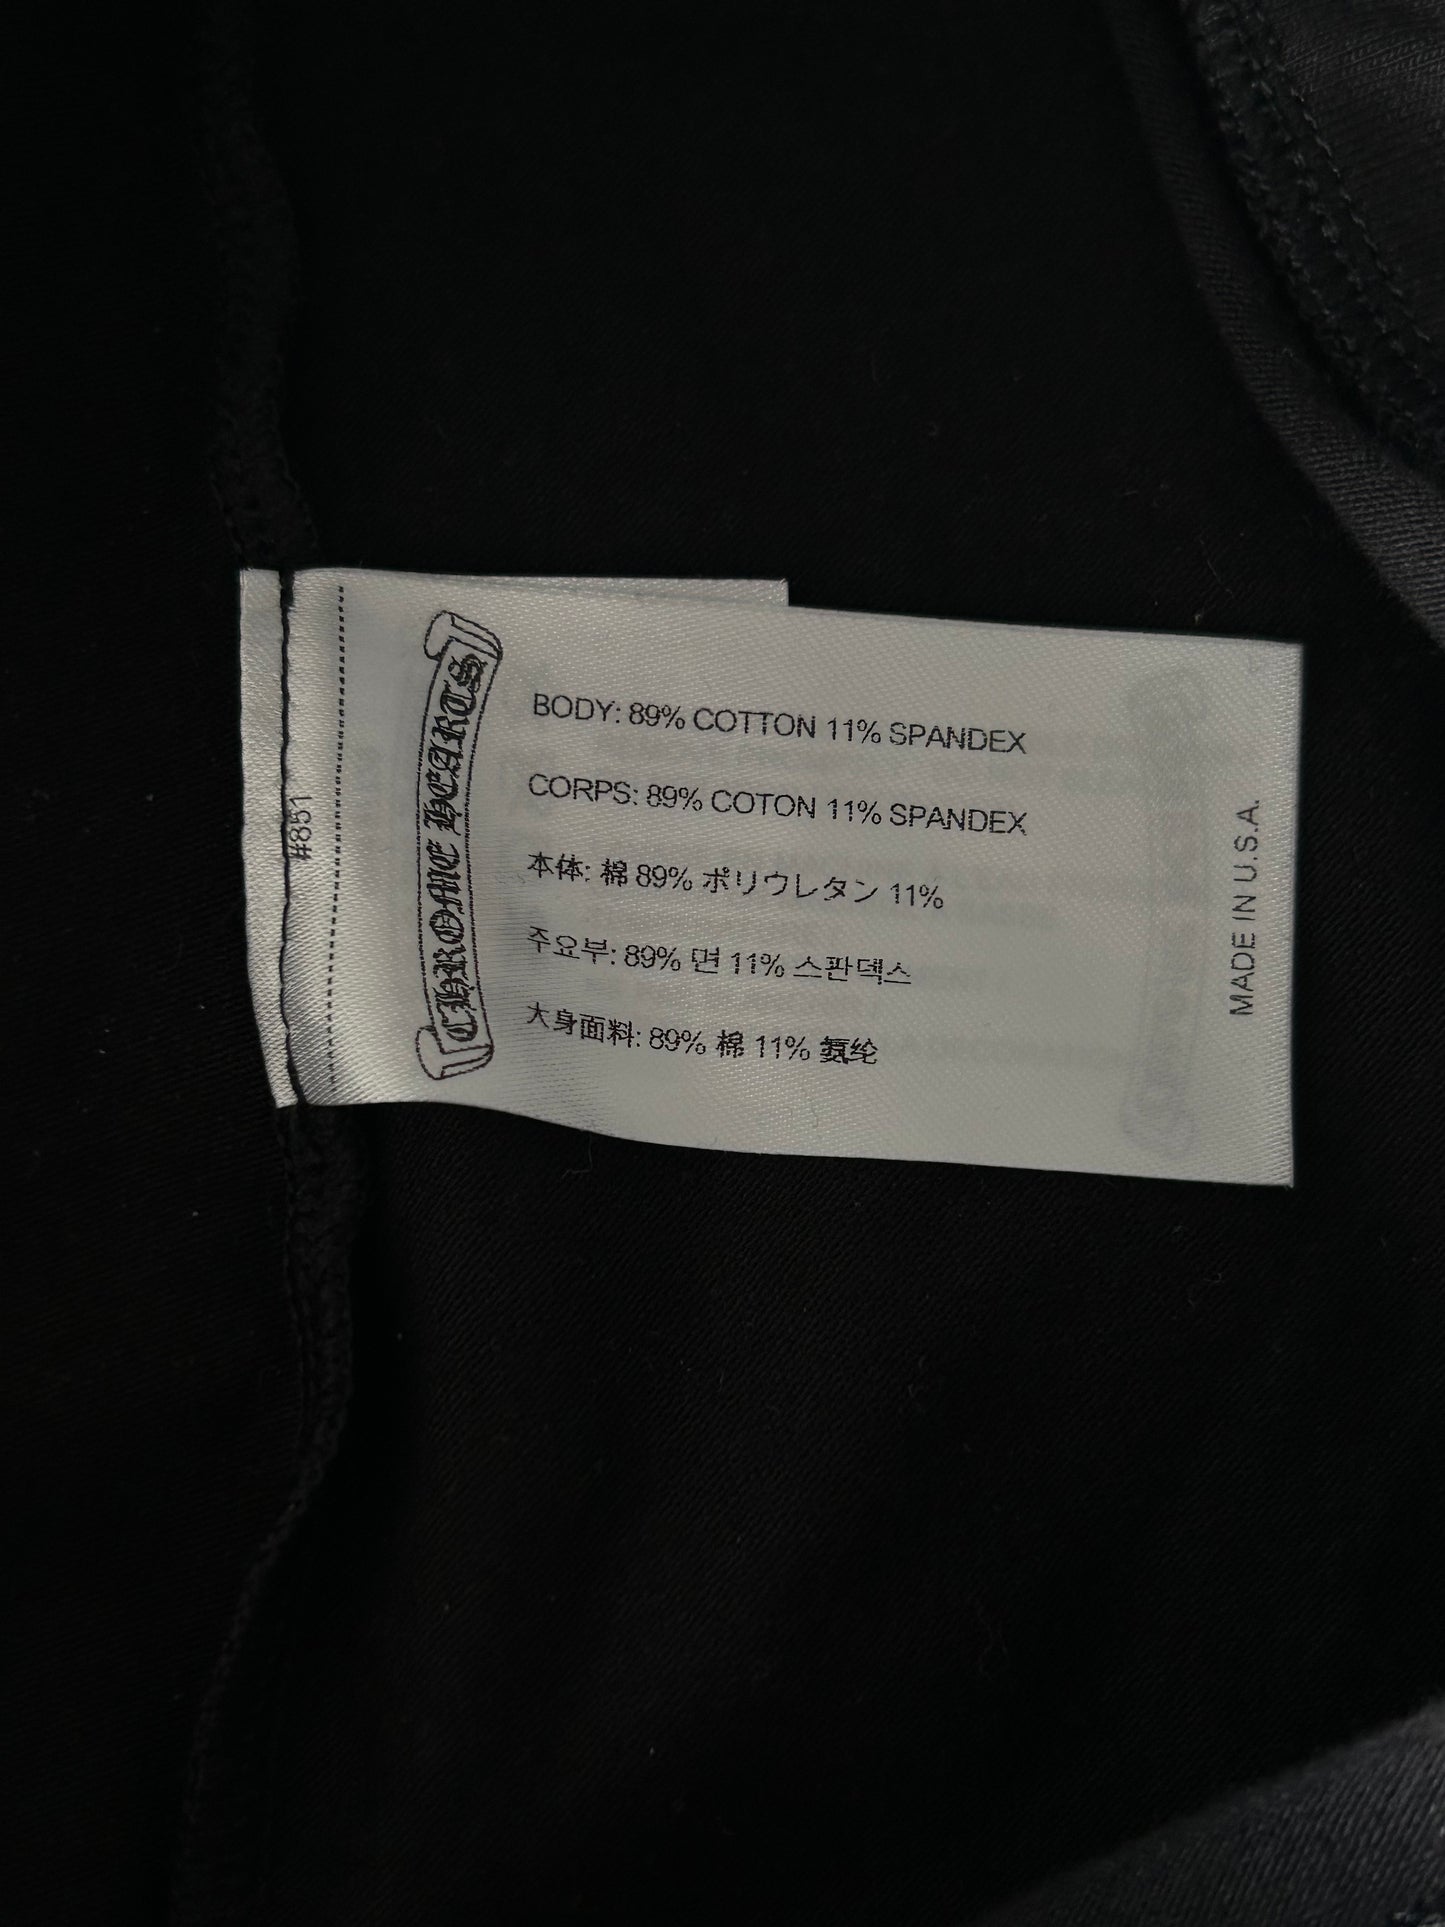 #851
CHROME HEARTS
BODY: 89% COTTON 11% SPANDEX
CORPS: 89% COTON 11% SPANDEX
本体: 棉 89% ポリウレタン 11%
주요부: 89% 면 11% 스판덱스
大身面料: 89% 棉 11% 氨纶
MADE IN U.S.A.